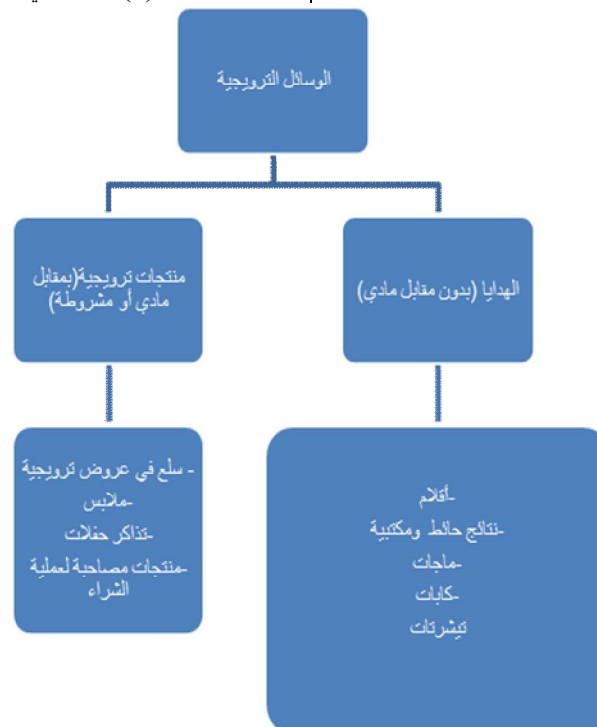 الوسائل الترويجية
الهدايا (بدون مقابل مادي)
منتجات ترويجية(بمقابل
مادي أو مشروطة)
-أقلام
-نتائج حائط ومكتبية
-ماجات
-كابات
تيشرتات
- سلع في عروض ترويجية
-ملابس
-تذاكر حفلات
-منتجات مصاحبة لعملية
الشراء